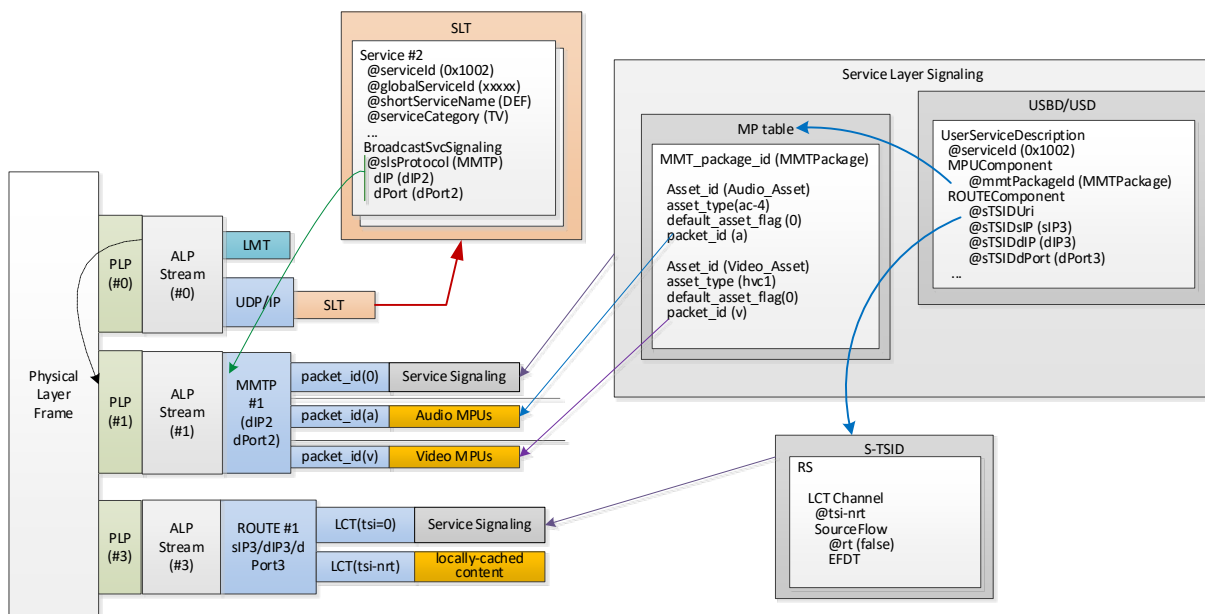 SLT
Service #2
@serviceId (0x1002)
@globalServiceId (xxxxx)
@shortServiceName (DEF)
@serviceCategory (TV)
...
BroadcastSvcSignaling
@slsProtocol (MMTP)
dIP (dIP2)
dPort (dPort2)
Service Layer Signaling
USBD/USD
UserServiceDescription
@serviceId (0x1002)
MPUComponent
@mmtPackageId (MMTPackage)
ROUTEComponent
@sTSIDUri
@sTSIDsIP (sIP3)
@sTSIDdIP (dIP3)
@sTSIDdPort (dPort3)
...
MP table
MMT_package_id (MMTPackage)
Asset_id (Audio_Asset)
asset_type(ac-4)
default_asset_flag (0)
packet_id (a)
Asset_id (Video_Asset)
asset_type (hvc1)
default_asset_flag(0)
packet_id (v)
Physical
Layer
Frame
PLP
(#0)
ALP
Stream
(#0)
LMT
UDP/IP
SLT
PLP
(#1)
ALP
Stream
(#1)
MMTP
#1
(dIP2
dPort2)
packet_id(0)
Service Signaling
packet_id(a)
Audio MPUs
packet_id(v)
Video MPUs
PLP
(#3)
ALP
Stream
(#3)
ROUTE #1
sIP3/dIP3/d
Port3
LCT(tsi=0)
Service Signaling
LCT(tsi-nrt)
locally-cached
content
S-TSID
RS
LCT Channel
@tsi-nrt
SourceFlow
@rt (false)
EFDT